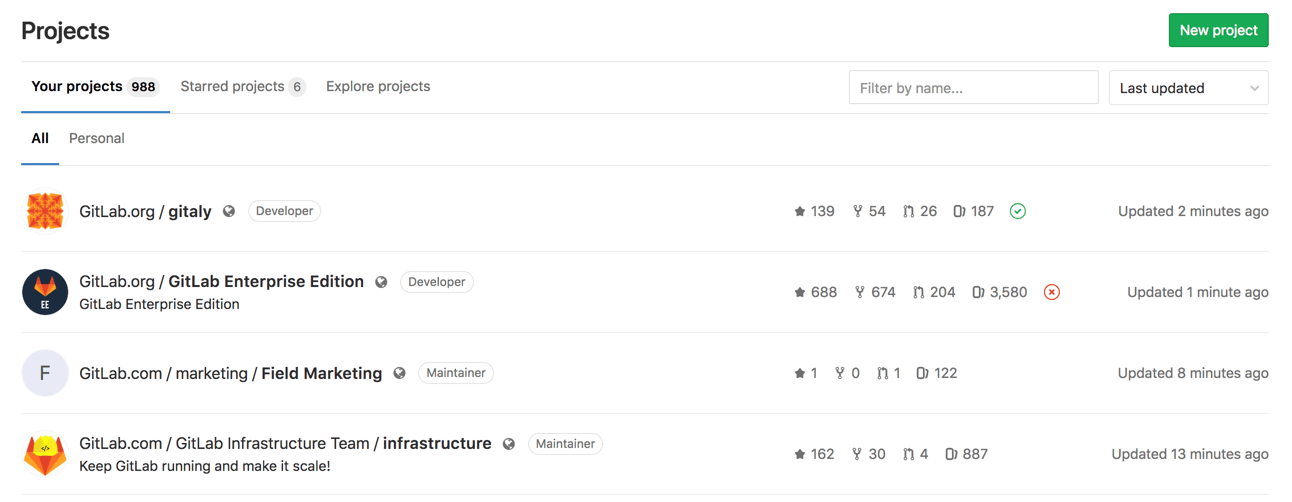 Projects
New project
Your projects 988 Starred projects 6 Explore projects Filter by name... Last updated
All Personal
GitLab.org / gitaly Developer 139 54 26 187 Updated 2 minutes ago
GitLab.org / GitLab Enterprise Edition Developer
EE GitLab Enterprise Edition 688 674 204 3,580 Updated 1 minute ago
F GitLab.com / marketing / Field Marketing Maintainer 1 0 1 122 Updated 8 minutes ago
GitLab.com / GitLab Infrastructure Team / infrastructure Maintainer
</> Keep GitLab running and make it scale! 162 30 4 887 Updated 13 minutes ago